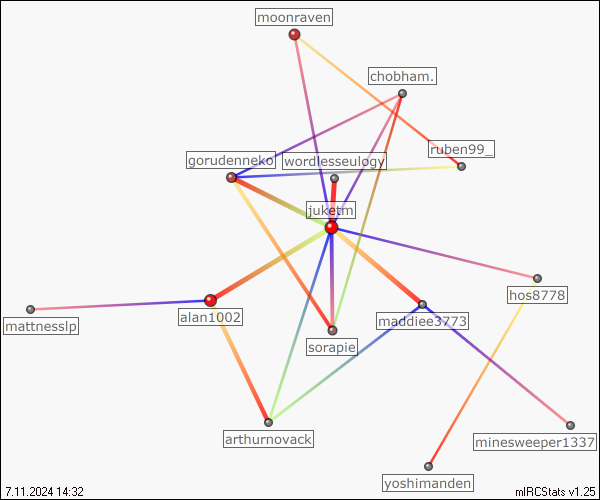 moonraven
chobham.
ruben99_
gorudenneko
wordlesseulogy
juketm
hos8778
alan1002
maddiee3773
mattnesslp
sorapie
arthurnovack
minesweeper1337
yoshimanden
7.11.2024 14:32
mIRCStats v1.25